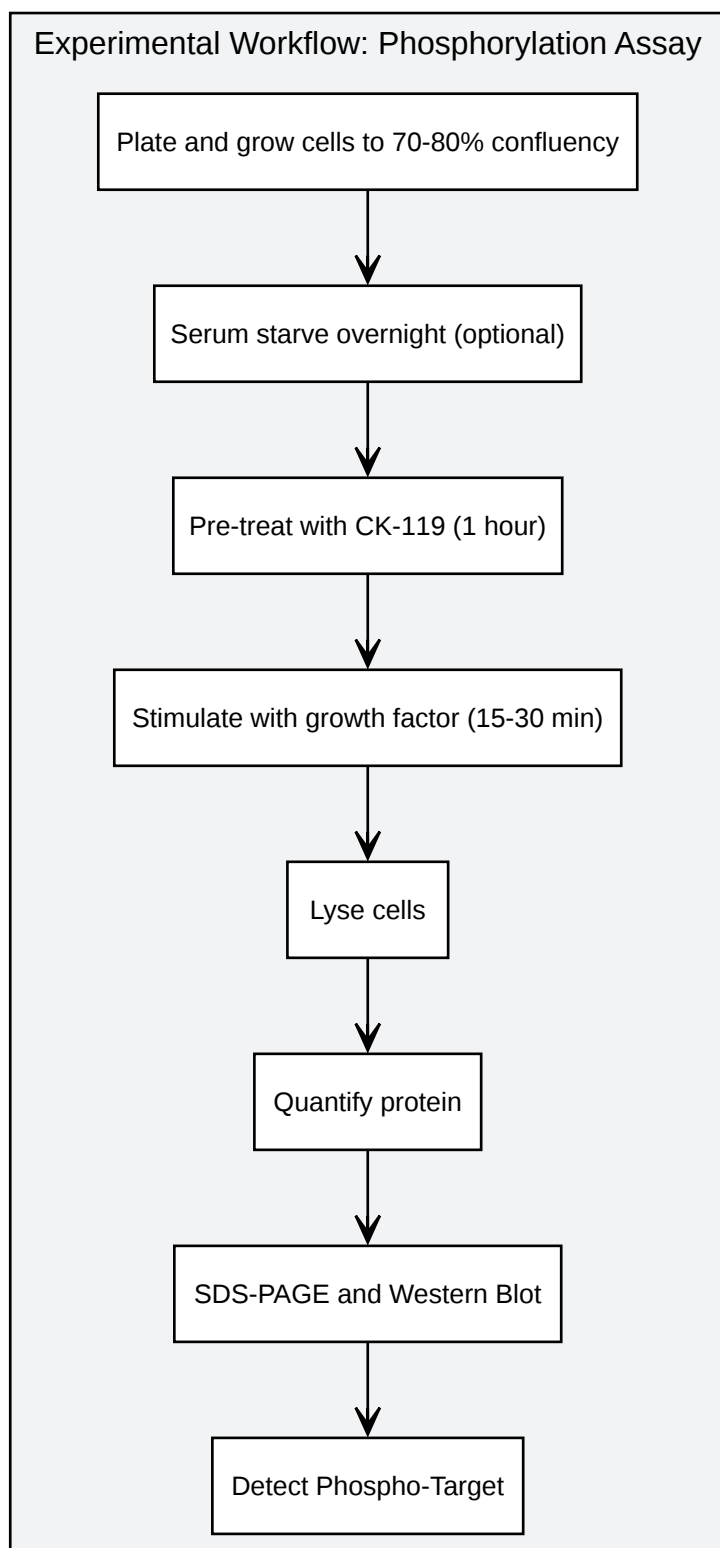 Experimental Workflow: Phosphorylation Assay
Plate and grow cells to 70-80% confluency
Serum starve overnight (optional)
Pre-treat with CK-119 (1 hour)
Stimulate with growth factor (15-30 min)
Lyse cells
Quantify protein
SDS-PAGE and Western Blot
Detect Phospho-Target